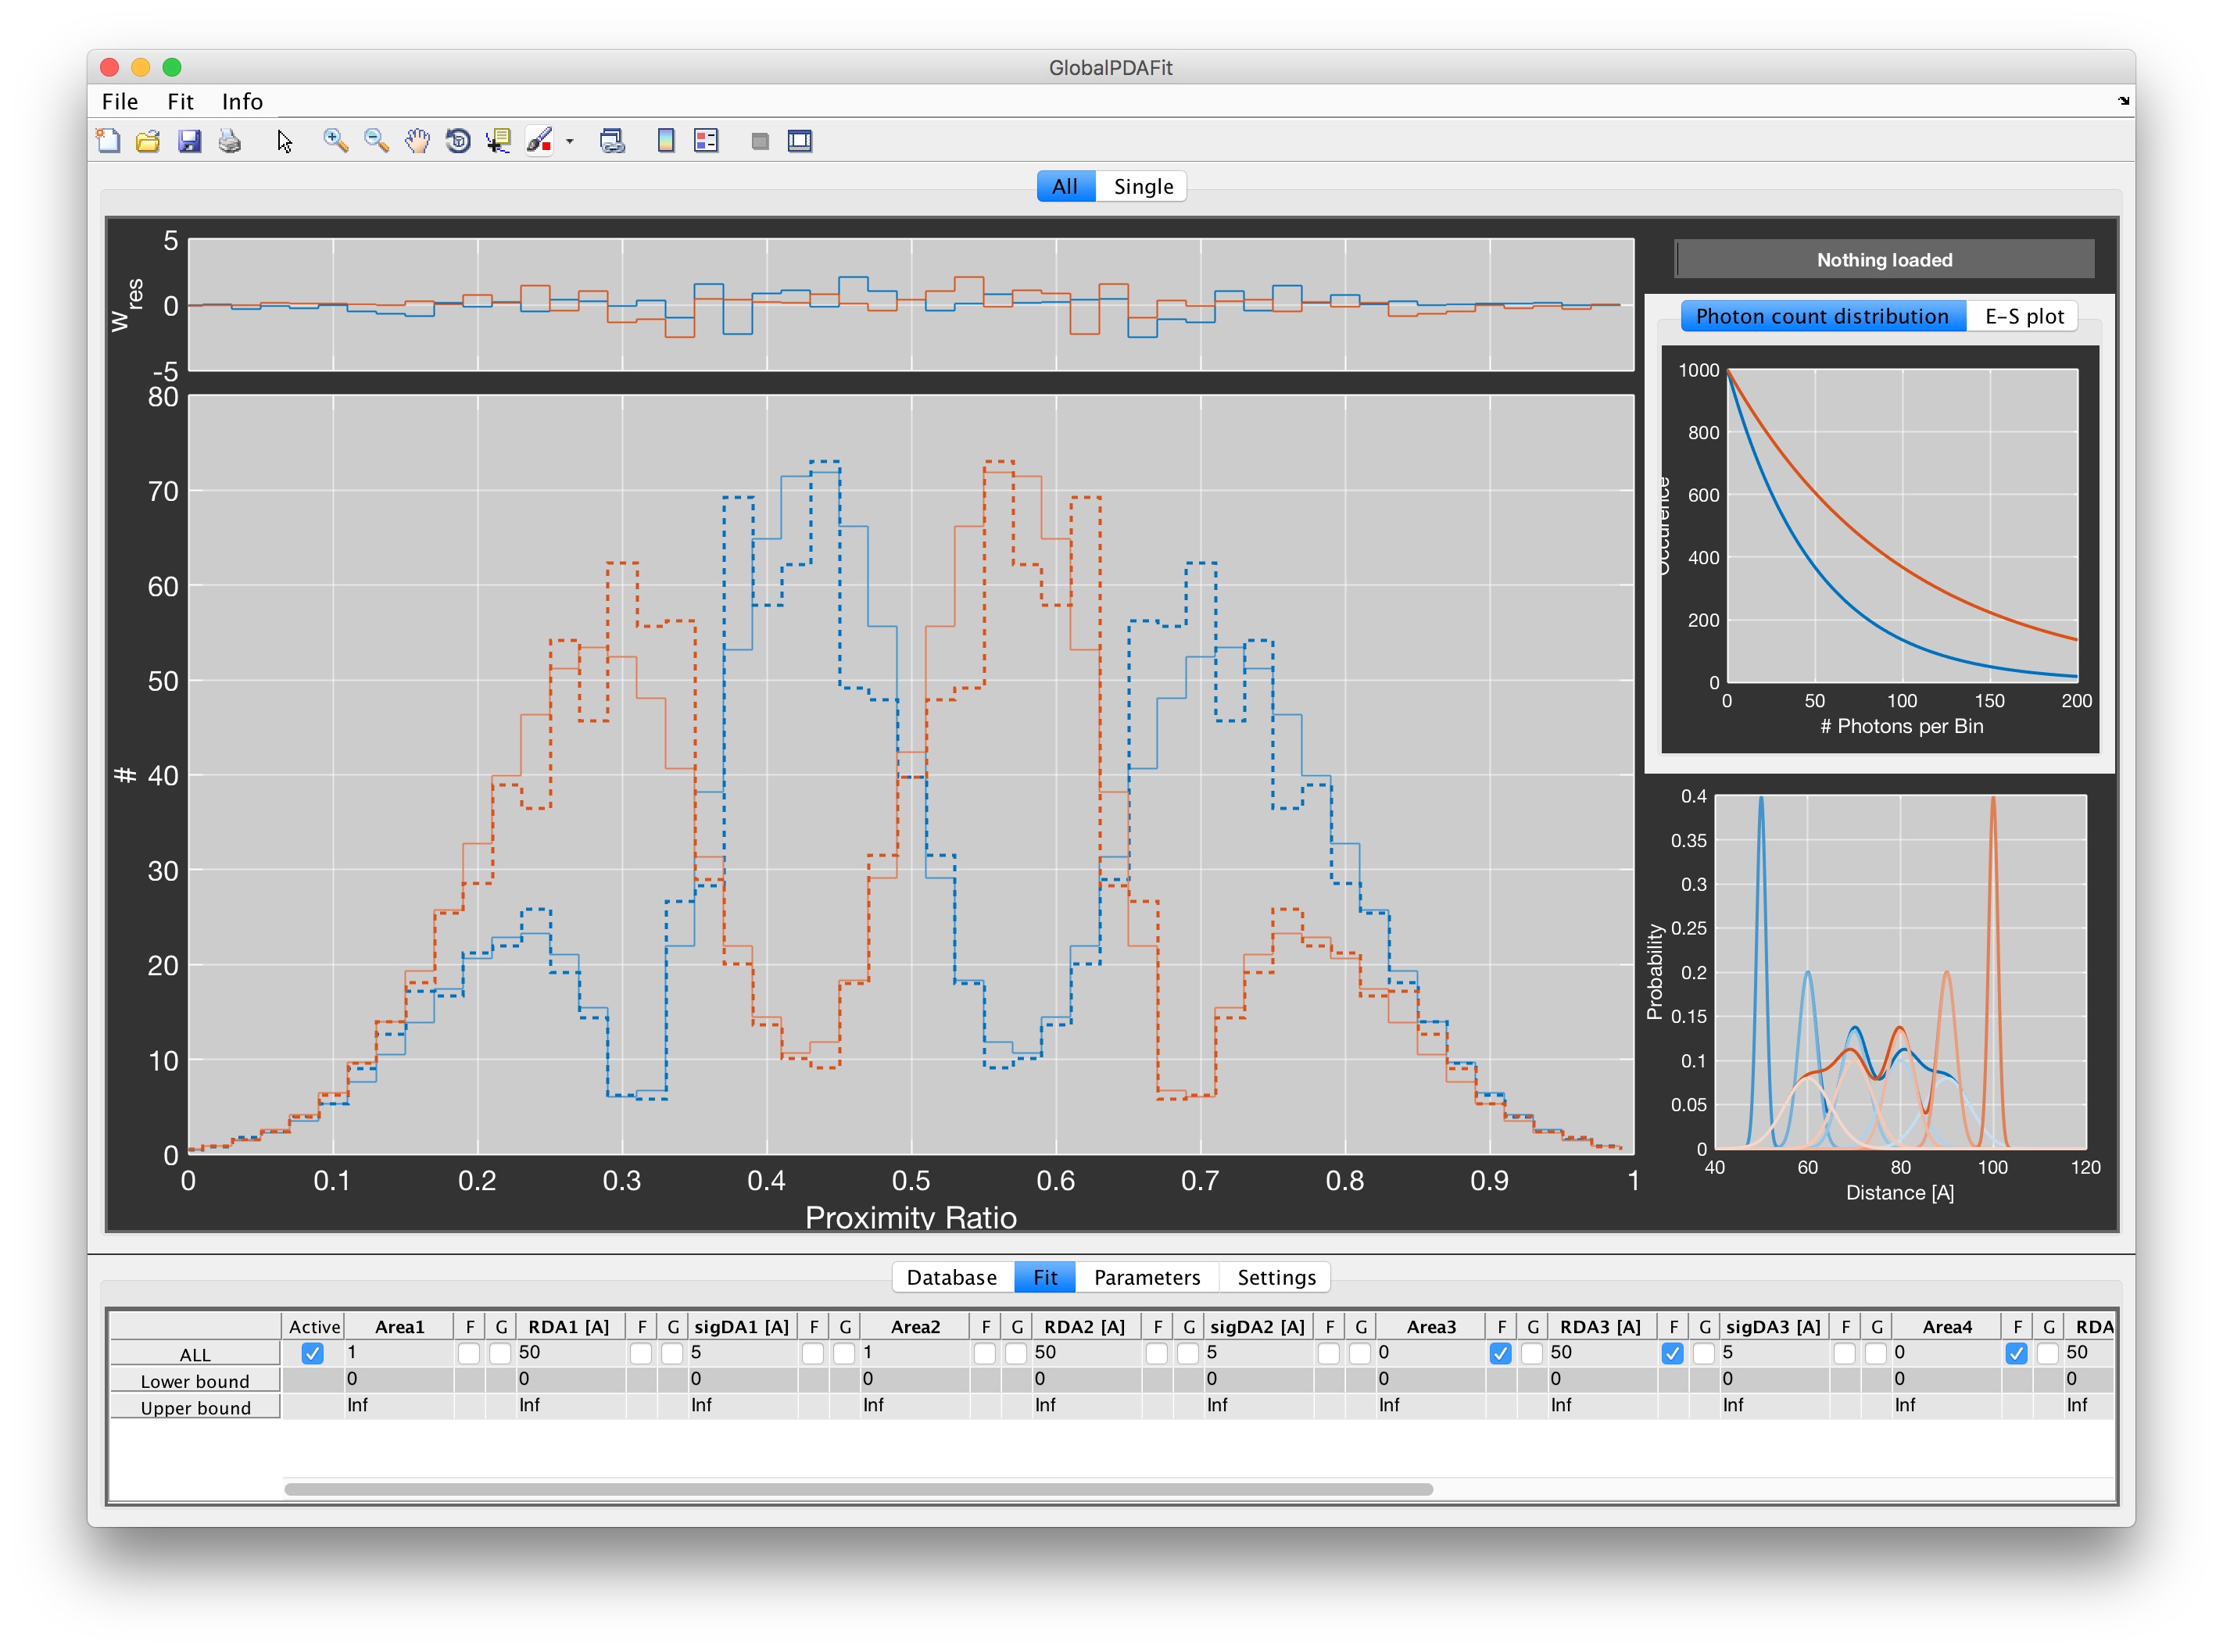 GlobalPDAFit
File Fit Info
All Single
5
0
-5
w res
80
70
60
50
40
30
20
10
0
#
0 0.1 0.2 0.3 0.4 0.5 0.6 0.7 0.8 0.9 1
Proximity Ratio
Nothing loaded
Photon count distribution E-S plot
1000
800
600
400
200
0
Occurence
0 50 100 150 200
# Photons per Bin
0.4
0.35
0.3
0.25
0.2
0.15
0.1
0.05
0
Probability
40 60 80 100 120
Distance [A]
Database Fit Parameters Settings
Active Area1 F G RDA1 [A] F G sigDA1 [A] F G Area2 F G RDA2 [A] F G sigDA2 [A] F G Area3 F G RDA3 [A] F G sigDA3 [A] F G Area4 F G RDA
ALL 1 50 5 1 50 5 0 50 5 0 50
Lower bound 0 0 0 0 0 0 0 0 0 0 0
Upper bound Inf Inf Inf Inf Inf Inf Inf Inf Inf Inf Inf